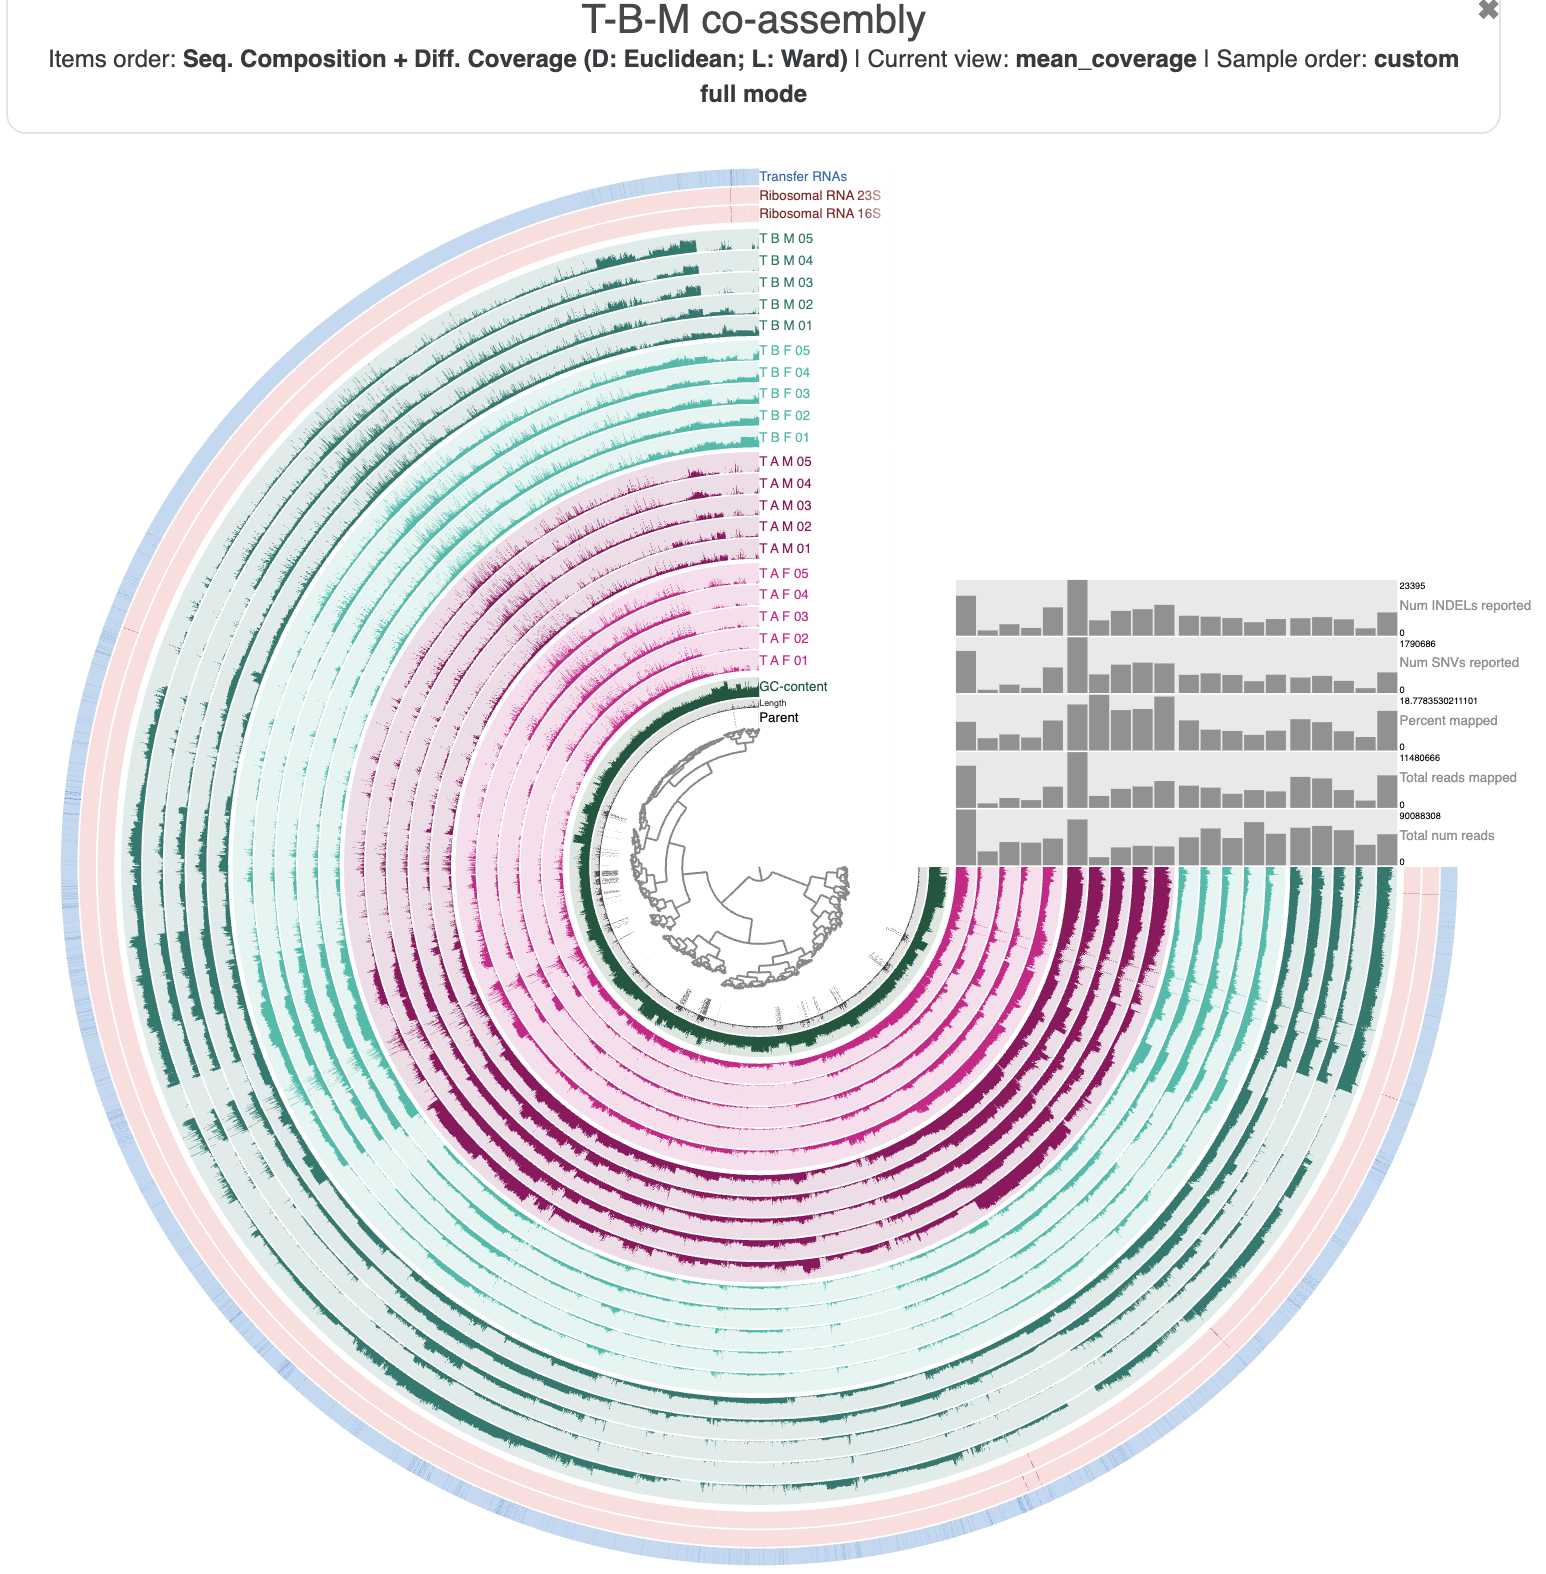 T-B-M co-assembly
✖
Items order: Seq. Composition + Diff. Coverage (D: Euclidean; L: Ward) | Current view: mean_coverage | Sample order: custom
full mode
Transfer RNAs
Ribosomal RNA 23S
Ribosomal RNA 16S
T B M 05
T B M 04
T B M 03
T B M 02
T B M 01
T B F 05
T B F 04
T B F 03
T B F 02
T B F 01
T A M 05
T A M 04
T A M 03
T A M 02
T A M 01
T A F 05
T A F 04
T A F 03
T A F 02
T A F 01
GC-content
Length
Parent
23395
Num INDELs reported
0
1790686
Num SNVs reported
0
18.7783530211101
Percent mapped
0
11480666
Total reads mapped
0
90088308
Total num reads
0